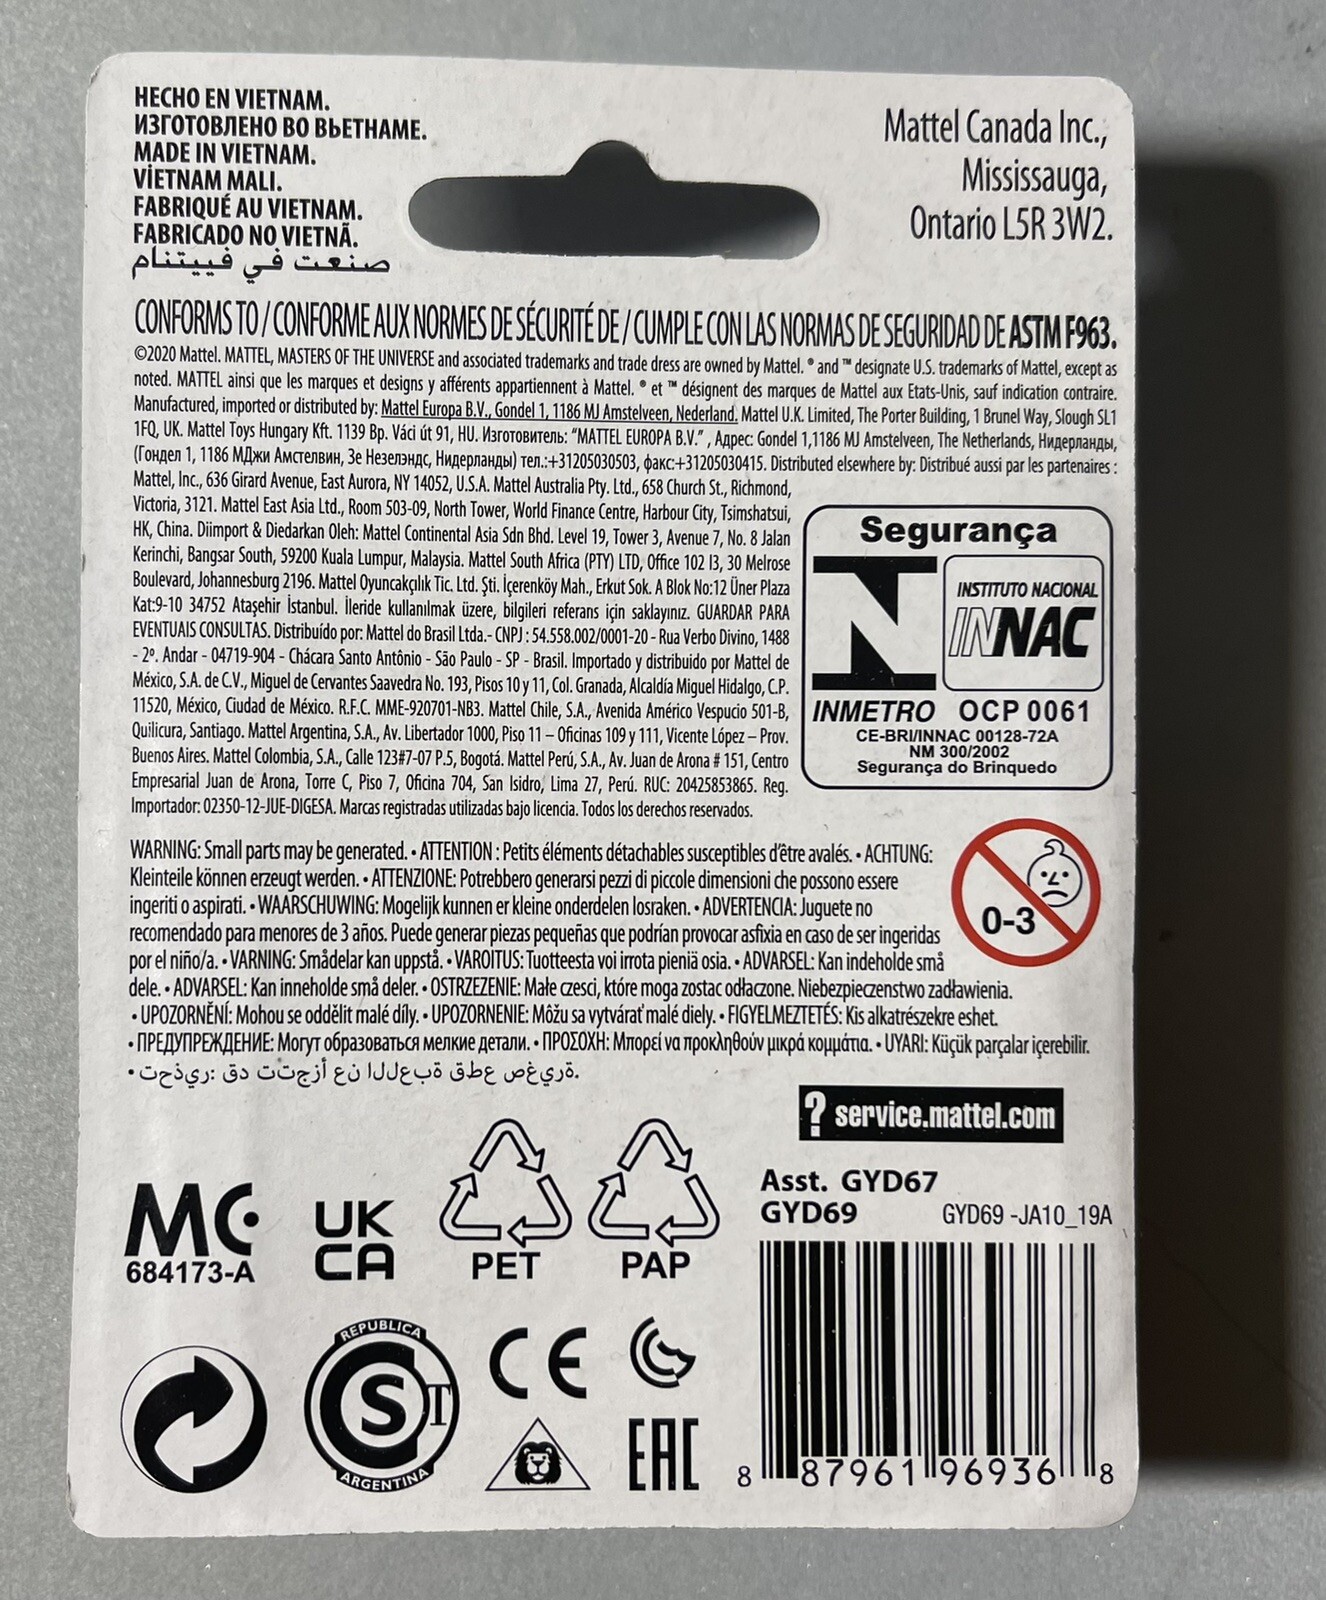 HECHO EN VIETNAM.
ИЗГОТОВЛЕНО ВО ВЬЕТНАМЕ.
MADE IN VIETNAM.
VİETNAM MALI.
FABRIQUÉ AU VIETNAM.
FABRICADO NO VIETNÃ.
صنعت في فييتنام
Mattel Canada Inc.,
Mississauga,
Ontario L5R 3W2.
CONFORMS TO / CONFORME AUX NORMES DE SÉCURITÉ DE / CUMPLE CON LAS NORMAS DE SEGURIDAD DE ASTM F963.
©2020 Mattel. MATTEL, MASTERS OF THE UNIVERSE and associated trademarks and trade dress are owned by Mattel. ® and ™ designate U.S. trademarks of Mattel, except as
noted. MATTEL ainsi que les marques et designs y afférents appartiennent à Mattel. ® et ™ désignent des marques de Mattel aux Etats-Unis, sauf indication contraire.
Manufactured, imported or distributed by: Mattel Europa B.V., Gondel 1, 1186 MJ Amstelveen, Nederland. Mattel U.K. Limited, The Porter Building, 1 Brunel Way, Slough SL1
1FQ, UK. Mattel Toys Hungary Kft. 1139 Bp. Váci út 91, HU. Изготовитель: "MATTEL EUROPA B.V." , Адрес: Gondel 1,1186 MJ Amstelveen, The Netherlands, Нидерланды,
(Гондел 1, 1186 МДжи Амстелвин, Зе Незелэндс, Нидерланды) тел.:+31205030503, факс:+31205030415. Distributed elsewhere by: Distribué aussi par les partenaires :
Mattel, Inc., 636 Girard Avenue, East Aurora, NY 14052, U.S.A. Mattel Australia Pty. Ltd., 658 Church St., Richmond,
Victoria, 3121. Mattel East Asia Ltd., Room 503-09, North Tower, World Finance Centre, Harbour City, Tsimshatsui,
HK, China. Diimport & Diedarkan Oleh: Mattel Continental Asia Sdn Bhd. Level 19, Tower 3, Avenue 7, No. 8 Jalan
Kerinchi, Bangsar South, 59200 Kuala Lumpur, Malaysia. Mattel South Africa (PTY) LTD, Office 102 I3, 30 Melrose
Boulevard, Johannesburg 2196. Mattel Oyuncakçılık Tic. Ltd. Şti. İçerenköy Mah., Erkut Sok. A Blok No:12 Üner Plaza
Kat:9-10 34752 Ataşehir İstanbul. İleride kullanılmak üzere, bilgileri referans için saklayınız. GUARDAR PARA
EVENTUAIS CONSULTAS. Distribuído por: Mattel do Brasil Ltda.- CNPJ : 54.558.002/0001-20 - Rua Verbo Divino, 1488
- 2º. Andar - 04719-904 - Chácara Santo Antônio - São Paulo - SP - Brasil. Importado y distribuido por Mattel de
México, S.A. de C.V., Miguel de Cervantes Saavedra No. 193, Pisos 10 y 11, Col. Granada, Alcaldía Miguel Hidalgo, C.P.
11520, México, Ciudad de México. R.F.C. MME-920701-NB3. Mattel Chile, S.A., Avenida Américo Vespucio 501-B,
Quilicura, Santiago. Mattel Argentina, S.A., Av. Libertador 1000, Piso 11 – Oficinas 109 y 111, Vicente López – Prov.
Buenos Aires. Mattel Colombia, S.A., Calle 123#7-07 P.5, Bogotá. Mattel Perú, S.A., Av. Juan de Arona # 151, Centro
Empresarial Juan de Arona, Torre C, Piso 7, Oficina 704, San Isidro, Lima 27, Perú. RUC: 20425853865. Reg.
Importador: 02350-12-JUE-DIGESA. Marcas registradas utilizadas bajo licencia. Todos los derechos reservados.
Segurança
INSTITUTO NACIONAL
INNAC
INMETRO OCP 0061
CE-BRI/INNAC 00128-72A
NM 300/2002
Segurança do Brinquedo
WARNING: Small parts may be generated. • ATTENTION : Petits éléments détachables susceptibles d'être avalés. • ACHTUNG:
Kleinteile können erzeugt werden. • ATTENZIONE: Potrebbero generarsi pezzi di piccole dimensioni che possono essere
ingeriti o aspirati. • WAARSCHUWING: Mogelijk kunnen er kleine onderdelen losraken. • ADVERTENCIA: Juguete no
recomendado para menores de 3 años. Puede generar piezas pequeñas que podrían provocar asfixia en caso de ser ingeridas
por el niño/a. • VARNING: Smådelar kan uppstå. • VAROITUS: Tuotteesta voi irrota pieniä osia. • ADVARSEL: Kan indeholde små
dele. • ADVARSEL: Kan inneholde små deler. • OSTRZEZENIE: Małe czesci, które moga zostac odłaczone. Niebezpieczenstwo zadławienia.
• UPOZORNĚNÍ: Mohou se oddělit malé díly. • UPOZORNENIE: Môžu sa vytvárať malé diely. • FIGYELMEZTETÉS: Kis alkatrészekre eshet.
• ПРЕДУПРЕЖДЕНИЕ: Могут образоваться мелкие детали. • ΠΡΟΣΟΧΗ: Μπορεί να προκληθούν μικρά κομμάτια. • UYARI: Küçük parçalar içerebilir.
• تحذير: قد تتجزأ عن اللعبة قطع صغيرة.
0-3
? service.mattel.com
Asst. GYD67
GYD69
GYD69 -JA10_19A
MC
684173-A
UK
CA
PET
PAP
REPUBLICA
S T
ARGENTINA
CE
EAC
8 87961 96936 8